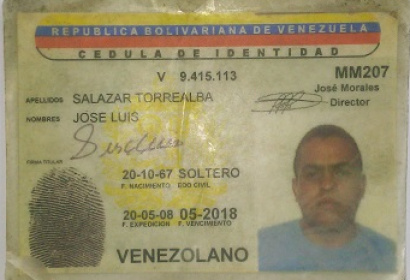 REPUBLICA BOLIVARIANA DE VENEZUELA
CEDULA DE IDENTIDAD
V 9.415.113
MM207
José Morales
Director
APELLIDOS SALAZAR TORREALBA
NOMBRES JOSE LUIS
FIRMA TITULAR
20-10-67 SOLTERO
F. NACIMIENTO EDO CIVIL
20-05-08 05-2018
F. EXPEDICION F. VENCIMIENTO
VENEZOLANO